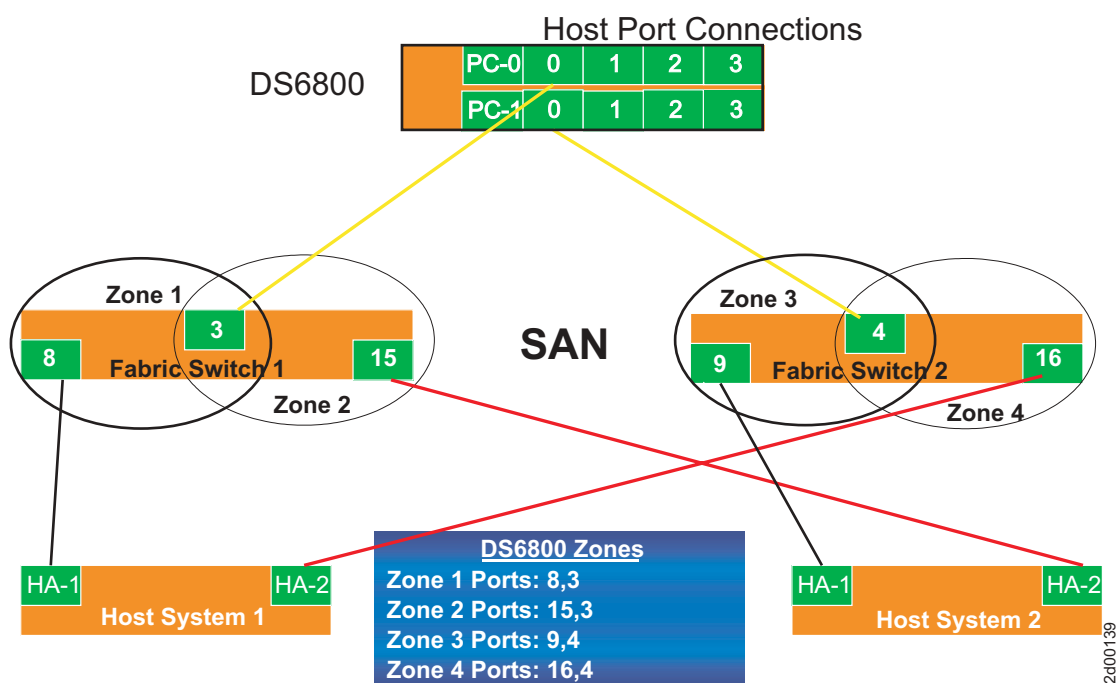 Host Port Connections
DS6800
PC-0 0 1 2 3
PC-1 0 1 2 3
Zone 1
3
8
Fabric Switch 1
15
Zone 2
SAN
Zone 3
4
9
Fabric Switch 2
16
Zone 4
HA-1
HA-2
Host System 1
DS6800 Zones
Zone 1 Ports: 8,3
Zone 2 Ports: 15,3
Zone 3 Ports: 9,4
Zone 4 Ports: 16,4
HA-1
HA-2
Host System 2
2d00139